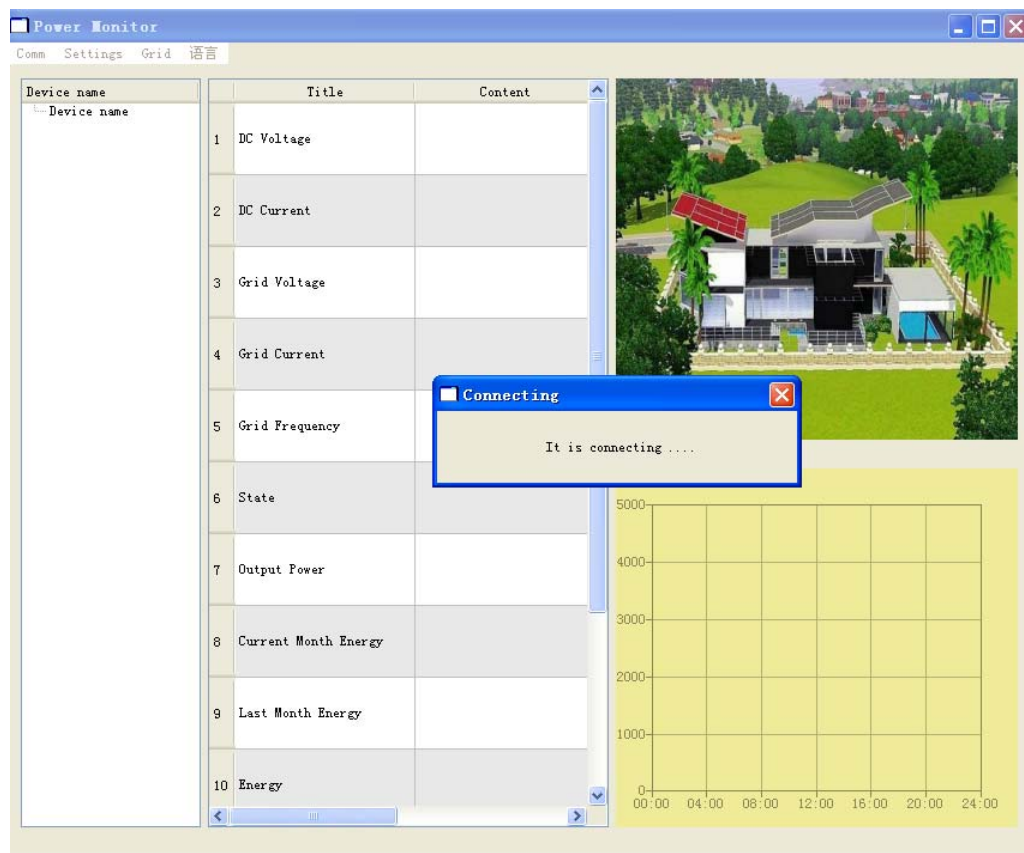 Power Monitor
Comm Settings Grid 语言
Device name
Device name
Title Content
1 DC Voltage
2 DC Current
3 Grid Voltage
4 Grid Current
5 Grid Frequency
6 State
7 Output Power
8 Current Month Energy
9 Last Month Energy
10 Energy
Connecting
It is connecting ....
5000
4000
3000
2000
1000
0
00:00 04:00 08:00 12:00 16:00 20:00 24:00